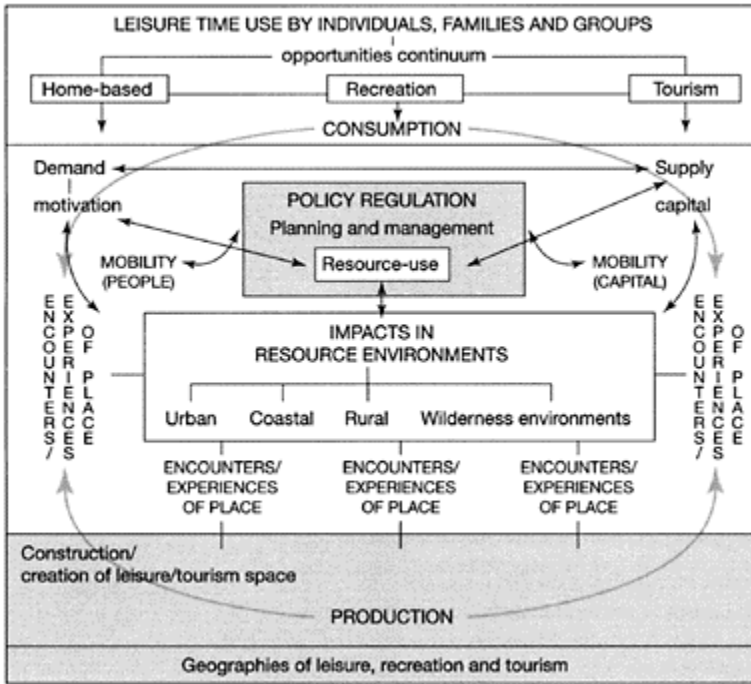 LEISURE TIME USE BY INDIVIDUALS, FAMILIES AND GROUPS
opportunities continuum
Home-based
Recreation
Tourism
CONSUMPTION
Demand
Supply
motivation
capital
POLICY REGULATION
Planning and management
Resource-use
MOBILITY
(PEOPLE)
MOBILITY
(CAPITAL)
ENCOUNTERS/
EXPERIENCES
OF PLACE
IMPACTS IN
RESOURCE ENVIRONMENTS
Urban Coastal Rural Wilderness environments
ENCOUNTERS/
EXPERIENCES
OF PLACE
ENCOUNTERS/
EXPERIENCES
OF PLACE
ENCOUNTERS/
EXPERIENCES
OF PLACE
ENCOUNTERS/
EXPERIENCES
OF PLACE
Construction/
creation of leisure/tourism space
PRODUCTION
Geographies of leisure, recreation and tourism